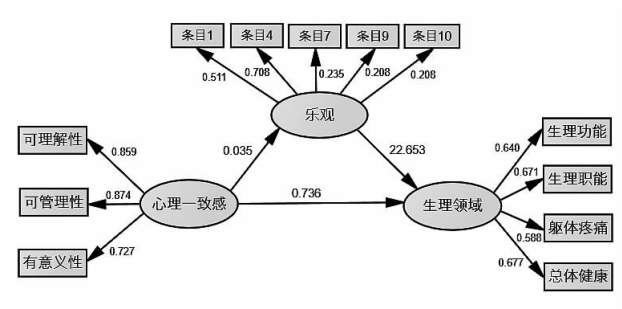 条目1
条目4
条目7
条目9
条目10
0.511
0.708
0.235
0.208
0.208
乐观
可理解性
0.859
0.035
22.653
0.640
生理功能
可管理性
0.874
心理一致感
0.736
生理领域
0.671
生理职能
有意义性
0.727
0.588
躯体疼痛
0.677
总体健康